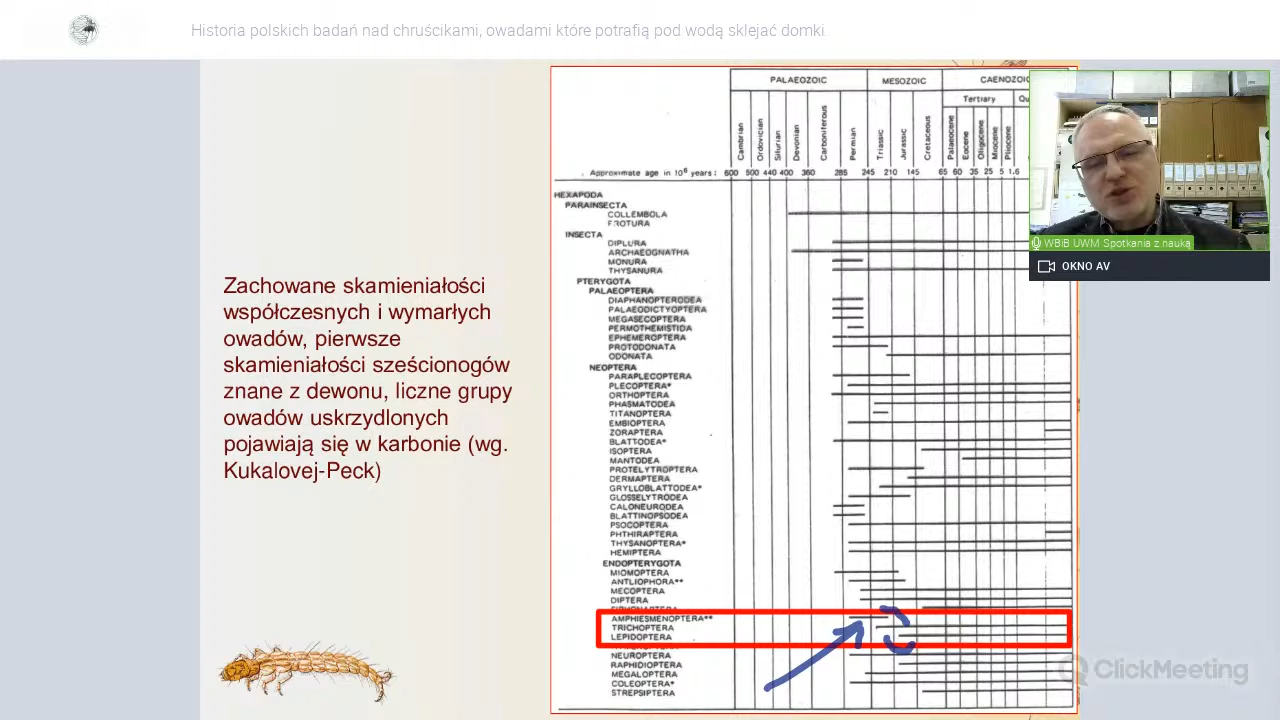 Historia polskich badań nad chruścikami, owadami które potrafią pod wodą sklejać domki.
PALAEOZOIC MESOZOIC CAENOZOIC
Tertiary
Cambrian Ordovician Silurian Devonian Carboniferous Permian Triassic Jurassic Cretaceous Palaeocene Eocene Oligocene Miocene Pliocene
Approximate age in 10⁶ years: 600 500 440 400 360 285 245 210 145 65 60 35 25 5 1.6
HEXAPODA
PARAINSECTA
COLLEMBOLA
PROTURA
INSECTA
DIPLURA
ARCHAEOGNATHA
MONURA
THYSANURA
PTERYGOTA
PALAEOPTERA
DIAPHANOPTERODEA
PALAEODICTYOPTERA
MEGASECOPTERA
PERMOTHEMISTIDA
EPHEMEROPTERA
PROTODONATA
ODONATA
NEOPTERA
PARAPLECOPTERA
PLECOPTERA*
ORTHOPTERA
PHASMATODEA
TITANOPTERA
EMBIOPTERA
ZORAPTERA
BLATTODEA*
ISOPTERA
MANTODEA
PROTELYTROPTERA
DERMAPTERA
GRYLLOBLATTODEA*
GLOSSELYTRODEA
CALONEURODEA
BLATTINOPSODEA
PSOCOPTERA
PHTHIRAPTERA
THYSANOPTERA*
HEMIPTERA
ENDOPTERYGOTA
MIOMOPTERA
ANTLIOPHORA**
MECOPTERA
DIPTERA
SIPHONAPTERA
AMPHIESMENOPTERA**
TRICHOPTERA
LEPIDOPTERA
NEUROPTERA
RAPHIDIOPTERA
MEGALOPTERA
COLEOPTERA*
STREPSIPTERA
Zachowane skamieniałości
współczesnych i wymarłych
owadów, pierwsze
skamieniałości sześcionogów
znane z dewonu, liczne grupy
owadów uskrzydlonych
pojawiają się w karbonie (wg.
Kukalovej-Peck)
WBiB UWM Spotkania z nauką
OKNO AV
ClickMeeting